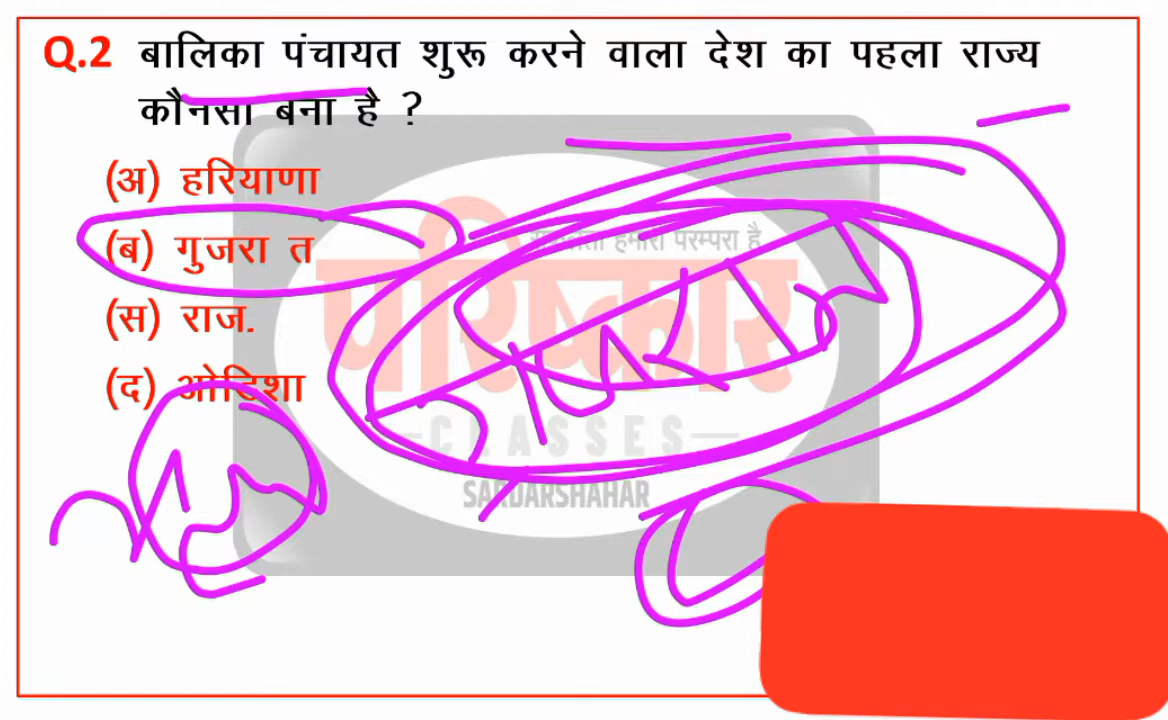 Q.2 बालिका पंचायत शुरू करने वाला देश का पहला राज्य
कौनसा बना है ?
(अ) हरियाणा
(ब) गुजरा त
(स) राज.
(द) ओडिशा
सफलता हमारी परम्परा है
परिष्कार
CLASSES
SARDARSHAHAR